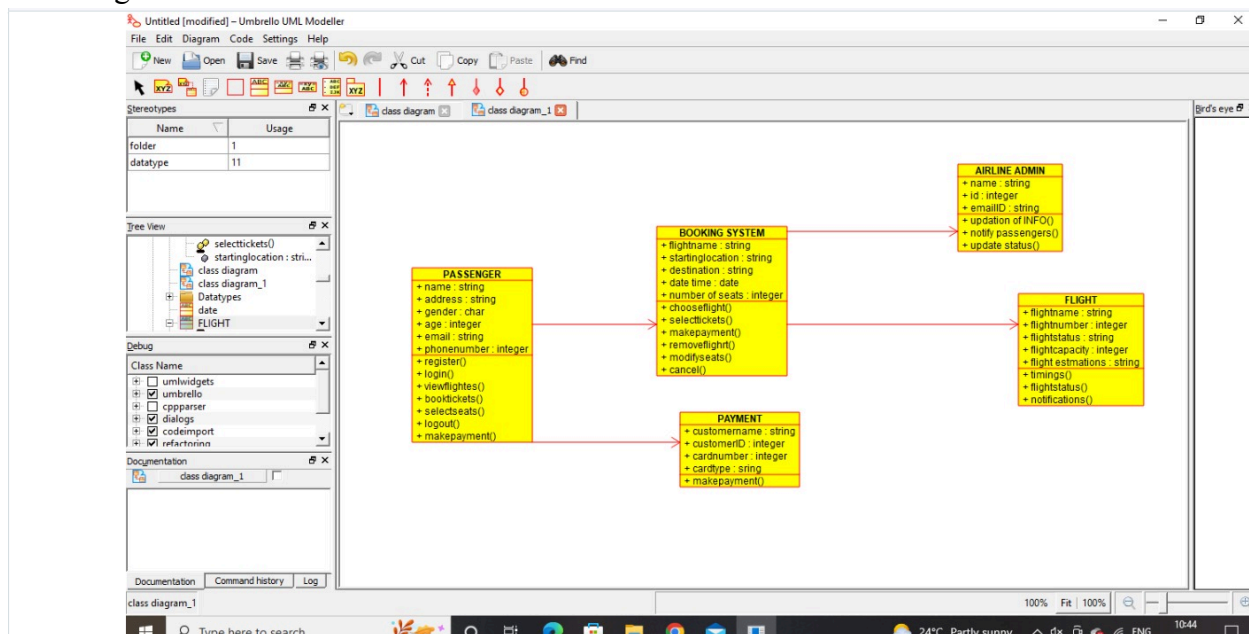 Untitled [modified] – Umbrello UML Modeller
File Edit Diagram Code Settings Help
New Open Save Cut Copy Paste Find
Stereotypes
Name Usage
folder 1
datatype 11
Tree View
selecttickets()
startinglocation : stri...
class diagram
class diagram_1
Datatypes
date
FLIGHT
Debug
Class Name
umlwidgets
umbrello
cppparser
dialogs
codeimport
refactoring
Documentation
class diagram_1
Documentation Command history Log
class diagram_1
class diagram class diagram_1
PASSENGER
+ name : string
+ address : string
+ gender : char
+ age : integer
+ email : string
+ phonenumber : integer
+ register()
+ login()
+ viewflightes()
+ booktickets()
+ selectseats()
+ logout()
+ makepayment()
BOOKING SYSTEM
+ flightname : string
+ startinglocation : string
+ destination : string
+ date time : date
+ number of seats : integer
+ chooseflight()
+ selecttickets()
+ makepayment()
+ removeflighrt()
+ modifyseats()
+ cancel()
PAYMENT
+ customername : string
+ customerID : integer
+ cardnumber : integer
+ cardtype : sring
+ makepayment()
AIRLINE ADMIN
+ name : string
+ id : integer
+ emailID : string
+ updation of INFO()
+ notify passengers()
+ update status()
FLIGHT
+ flightname : string
+ flightnumber : integer
+ flightstatus : string
+ flightcapacity : integer
+ flight estmations : string
+ timings()
+ flightstatus()
+ notifications()
Bird's eye
100% Fit 100%
Type here to search
24°C Partly sunny ENG
10:44